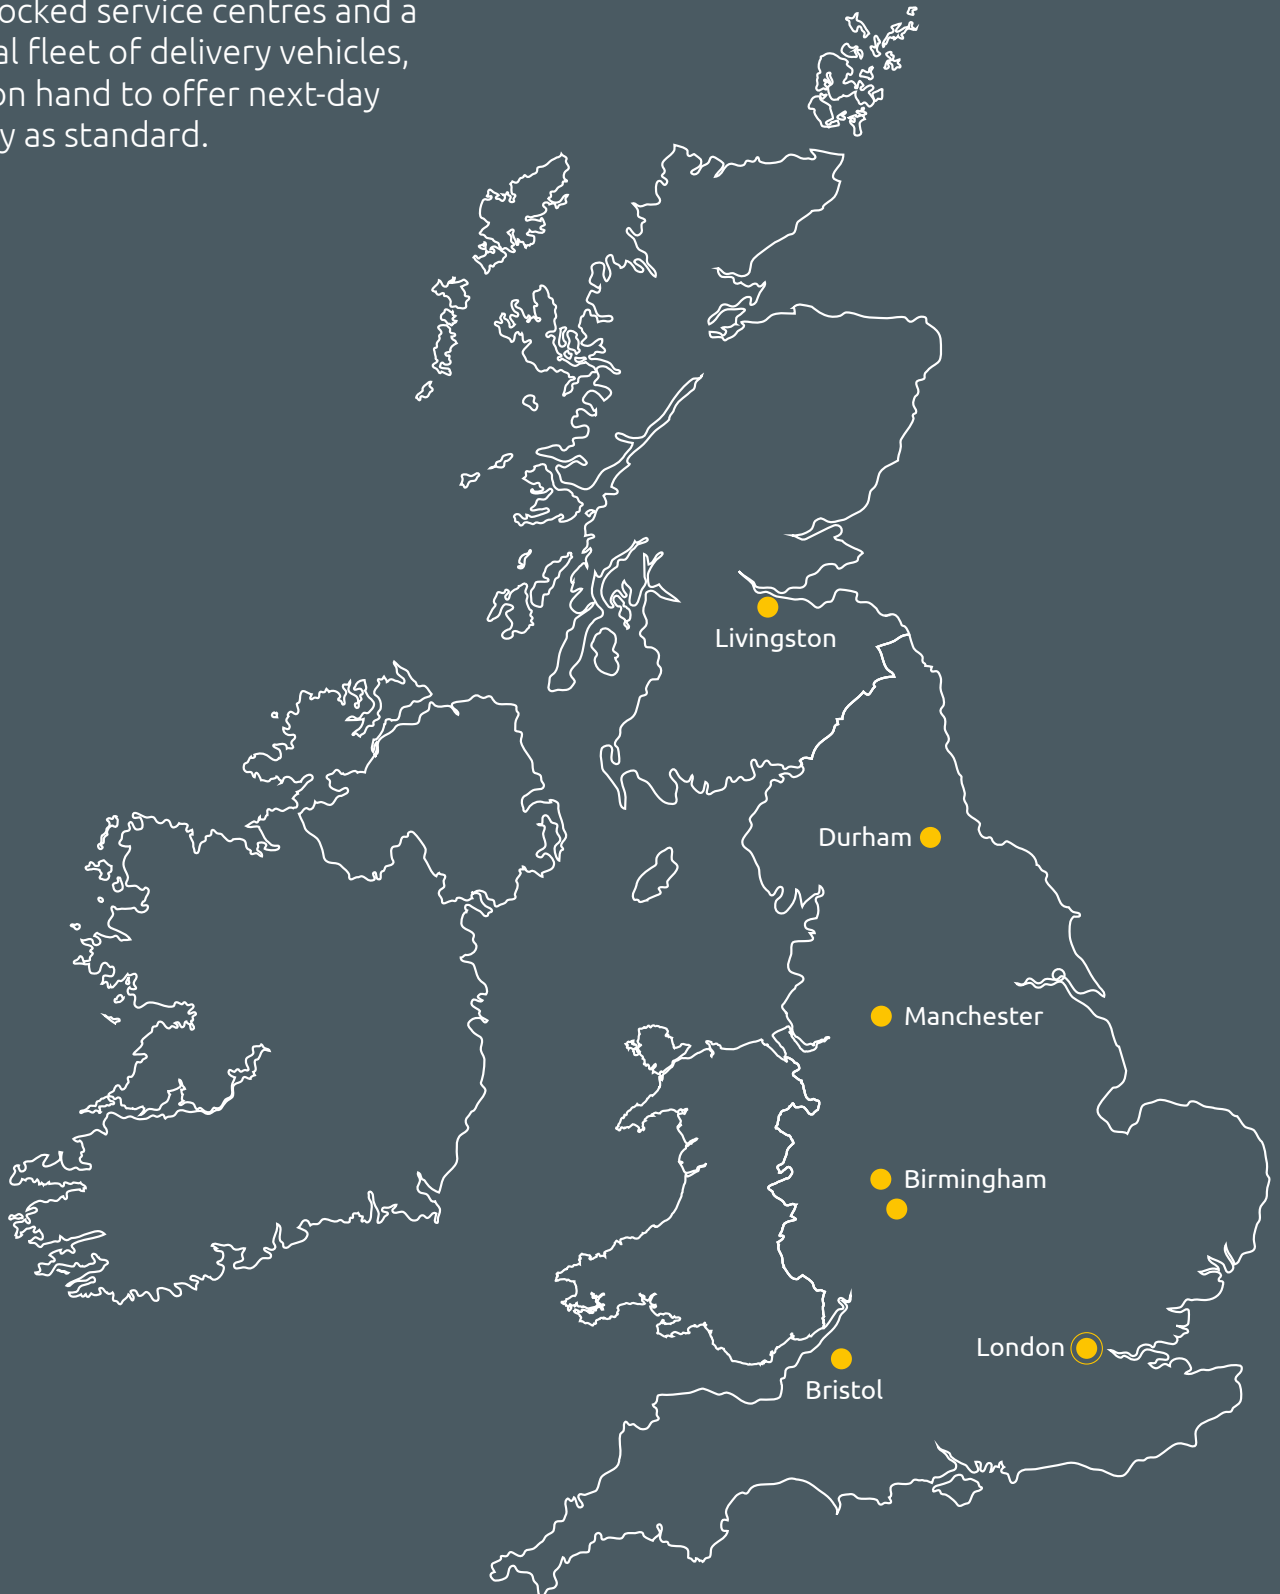 ocked service centres and a
al fleet of delivery vehicles,
on hand to offer next-day
y as standard.
Livingston
Durham
Manchester
Birmingham
London
Bristol